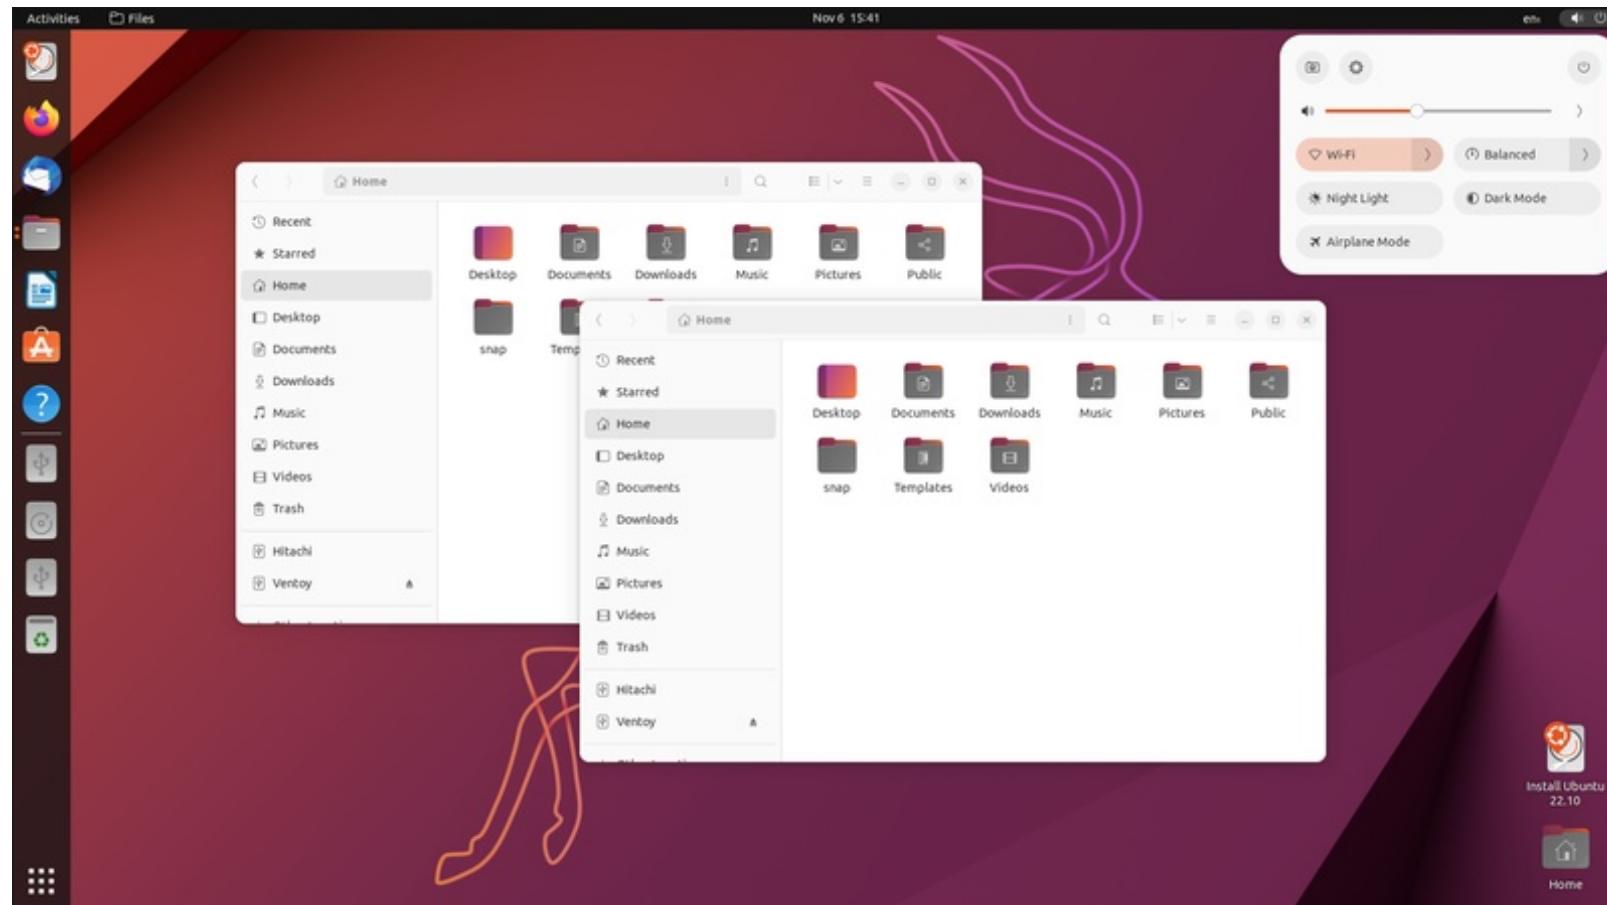 Activities Files Nov 6 15:41 en₁
Wi-Fi Balanced
Night Light Dark Mode
Airplane Mode
Home
Recent
Starred
Home
Desktop
Documents
Downloads
Music
Pictures
Videos
Trash
Hitachi
Ventoy
Desktop Documents Downloads Music Pictures Public
snap
Home
Recent
Starred
Home
Desktop
Documents
Downloads
Music
Pictures
Videos
Trash
Hitachi
Ventoy
Desktop Documents Downloads Music Pictures Public
snap Templates Videos
Install Ubuntu
22.10
Home